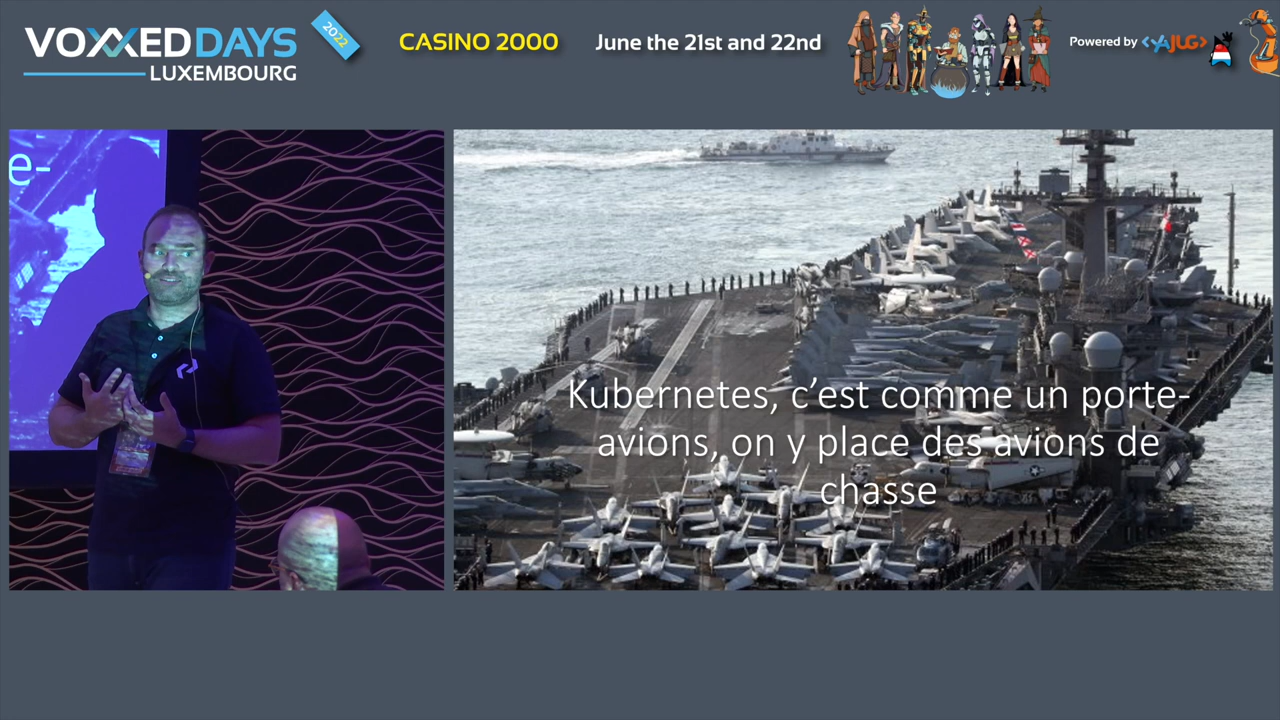 VOXXEDDAYS
LUXEMBOURG
2022
CASINO 2000
June the 21st and 22nd
Powered by <YAJUG>
e-
Kubernetes, c’est comme un porte-
avions, on y place des avions de
chasse